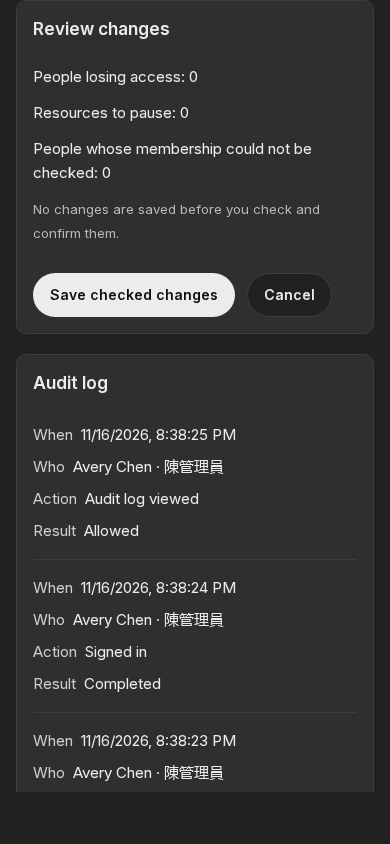 Review changes
People losing access: 0
Resources to pause: 0
People whose membership could not be
checked: 0
No changes are saved before you check and
confirm them.
Save checked changes
Cancel
Audit log
When 11/16/2026, 8:38:25 PM
Who Avery Chen · 陳管理員
Action Audit log viewed
Result Allowed
When 11/16/2026, 8:38:24 PM
Who Avery Chen · 陳管理員
Action Signed in
Result Completed
When 11/16/2026, 8:38:23 PM
Who Avery Chen · 陳管理員